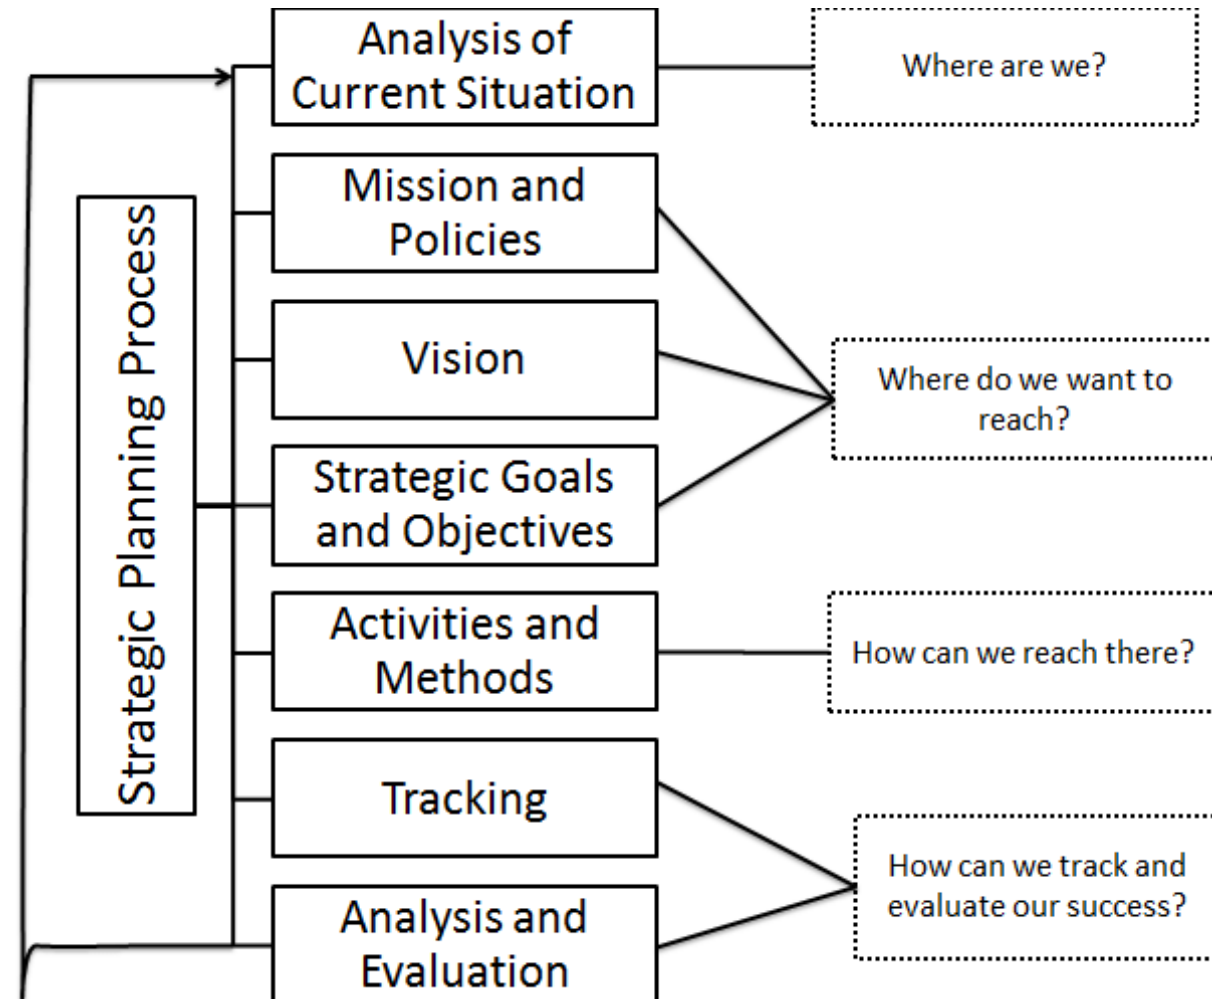 Analysis of
Current Situation
Where are we?
Mission and
Policies
Strategic Planning Process
Vision
Where do we want to
reach?
Strategic Goals
and Objectives
Activities and
Methods
How can we reach there?
Tracking
How can we track and
evaluate our success?
Analysis and
Evaluation